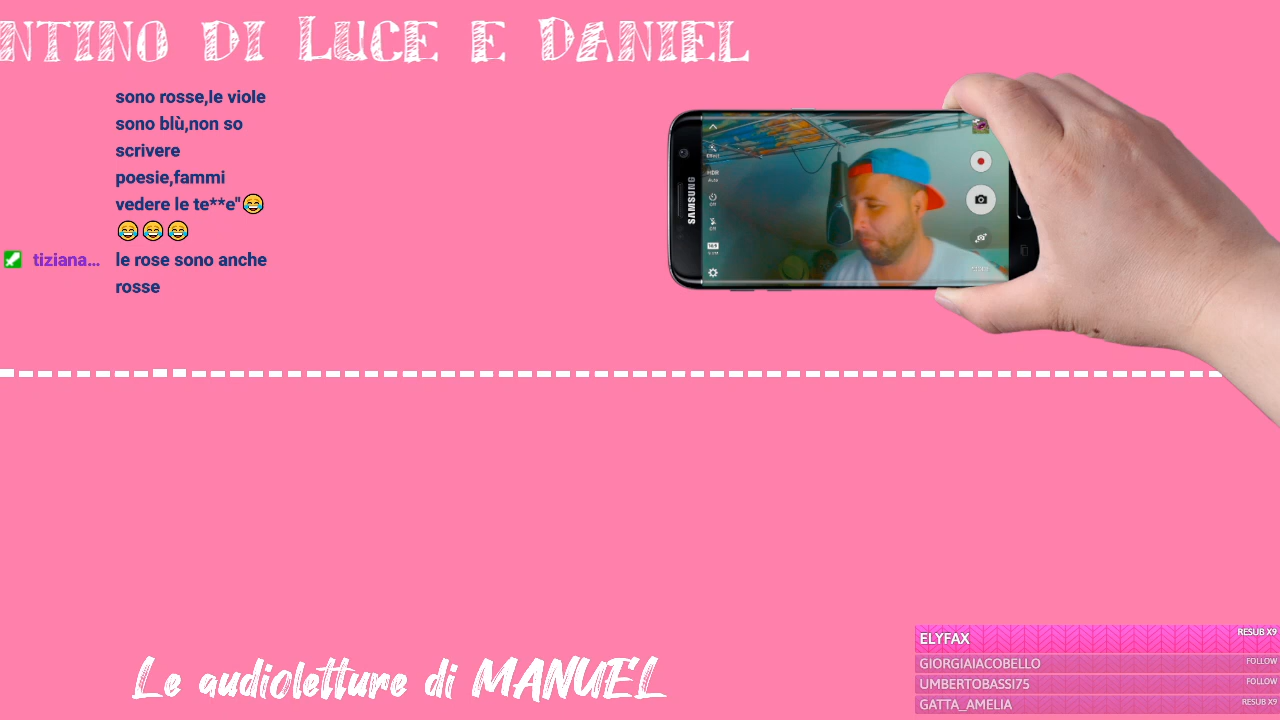 NTINO DI LUCE E DANIEL
sono rosse,le viole
sono blù,non so
scrivere
poesie,fammi
vedere le te**e"😂
😂😂😂
tiziana... le rose sono anche
rosse
SAMSUNG
HDR
Le audioletture di MANUEL
ELYFAX RESUB X9
GIORGIAIACOBELLO FOLLOW
UMBERTOBASSI75 FOLLOW
GATTA_AMELIA RESUB X9